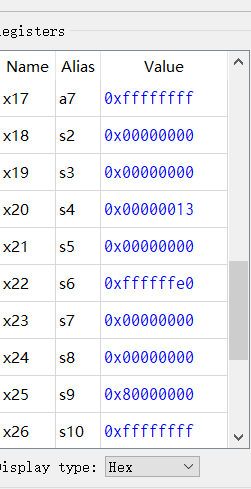 egisters
Name Alias Value
x17 a7 0xffffffff
x18 s2 0x00000000
x19 s3 0x00000000
x20 s4 0x00000013
x21 s5 0x00000000
x22 s6 0xffffffe0
x23 s7 0x00000000
x24 s8 0x00000000
x25 s9 0x80000000
x26 s10 0xffffffff
Display type: Hex